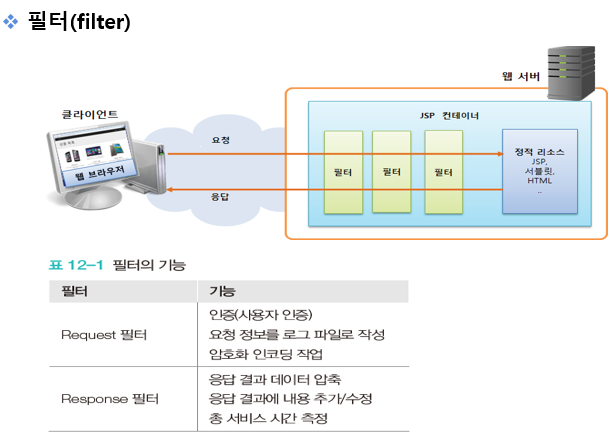 필터(filter)
웹 서버
클라이언트
JSP 컨테이너
요청
정적 리소스
JSP,
서블릿,
HTML
..
필터
필터
필터
웹 브라우저
응답
표 12-1 필터의 기능
필터 기능
Request 필터
인증(사용자 인증)
요청 정보를 로그 파일로 작성
암호화 인코딩 작업
Response 필터
응답 결과 데이터 압축
응답 결과에 내용 추가/수정
총 서비스 시간 측정